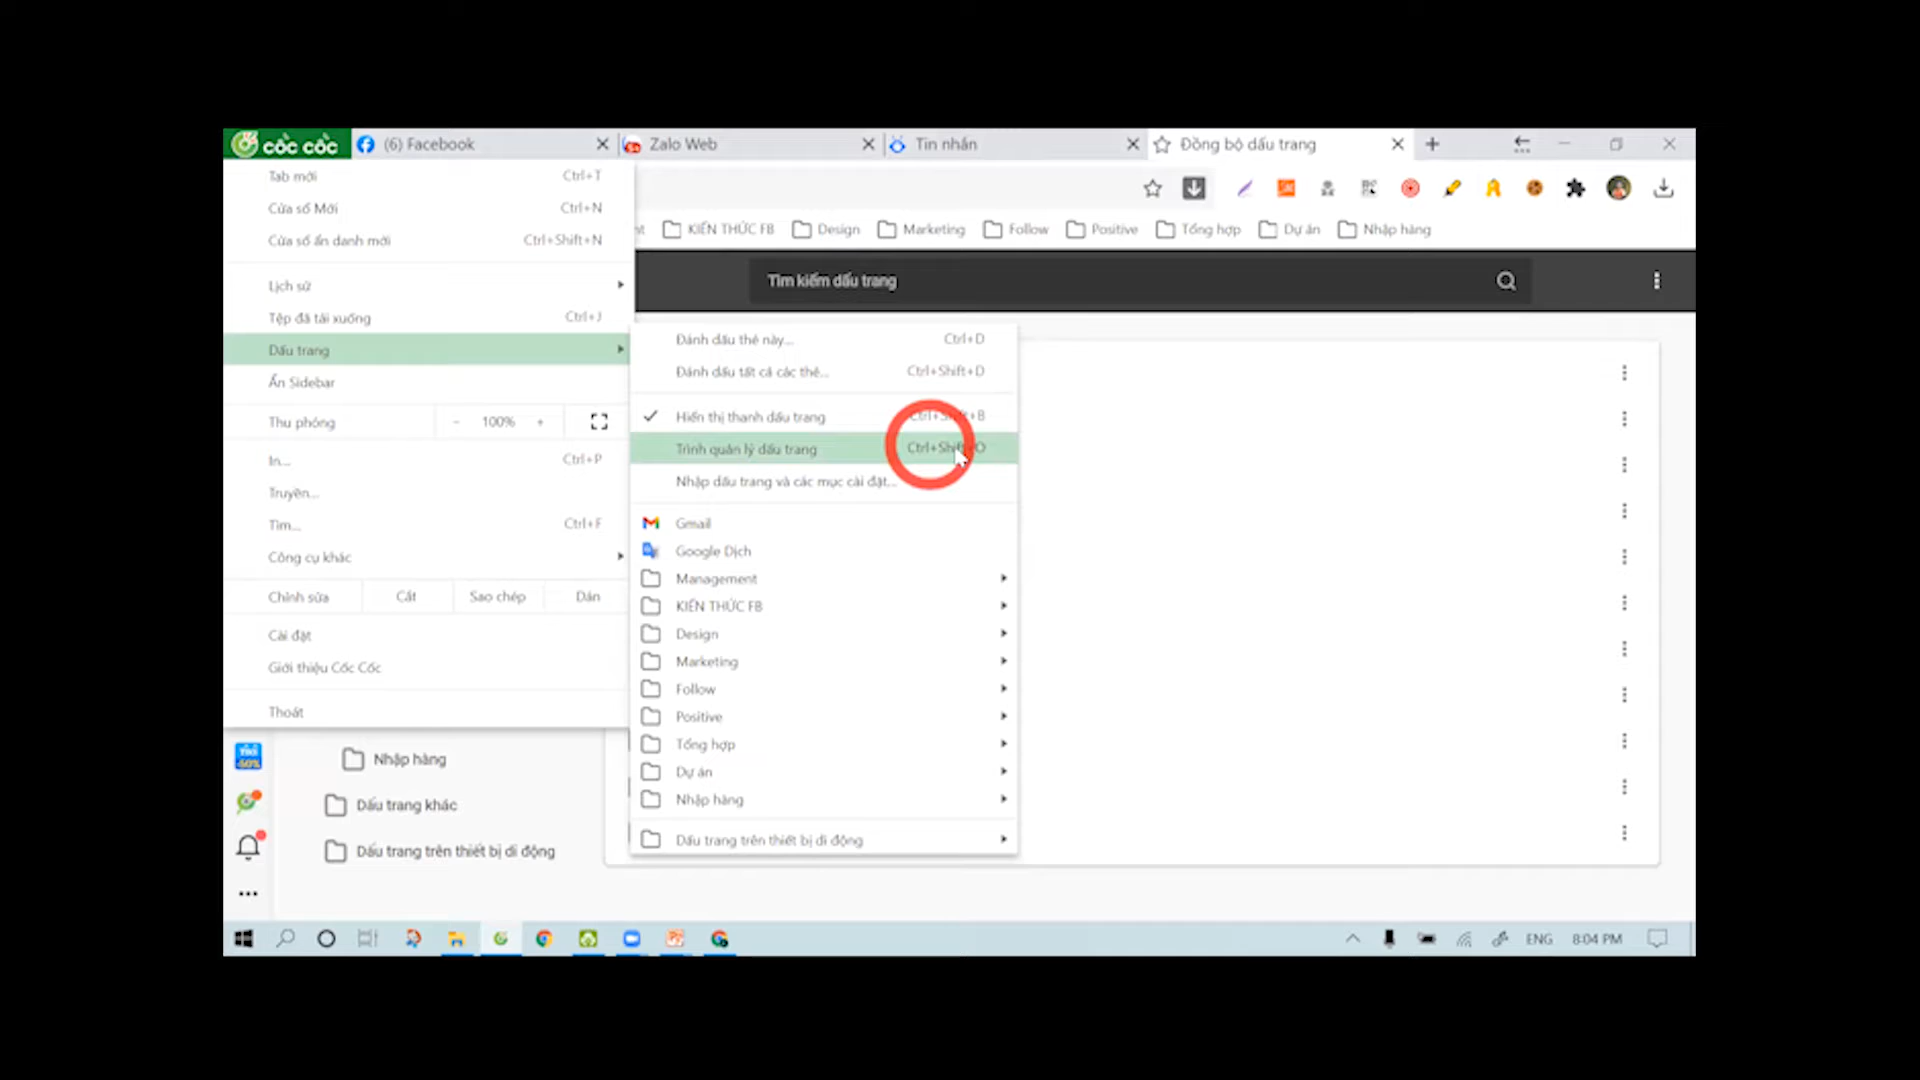 cốc cốc
(6) Facebook
Zalo Web
Tin nhắn
Đồng bộ dấu trang
Tab mới Ctrl+T
Cửa sổ Mới Ctrl+N
Cửa sổ ẩn danh mới Ctrl+Shift+N
Lịch sử
Tệp đã tải xuống Ctrl+J
Dấu trang
Ẩn Sidebar
Thu phóng - 100% +
In... Ctrl+P
Truyền...
Tìm... Ctrl+F
Công cụ khác
Chỉnh sửa Cắt Sao chép Dán
Cài đặt
Giới thiệu Cốc Cốc
Thoát
nt KIẾN THỨC FB Design Marketing Follow Positive Tổng hợp Dự án Nhập hàng
Tìm kiếm dấu trang
Đánh dấu thẻ này... Ctrl+D
Đánh dấu tất cả các thẻ... Ctrl+Shift+D
Hiển thị thanh dấu trang Ctrl+Shift+B
Trình quản lý dấu trang Ctrl+Shift+O
Nhập dấu trang và các mục cài đặt...
Gmail
Google Dịch
Management
KIẾN THỨC FB
Design
Marketing
Follow
Positive
Tổng hợp
Dự án
Nhập hàng
Dấu trang trên thiết bị di động
Nhập hàng
Dấu trang khác
Dấu trang trên thiết bị di động
ENG 8:04 PM